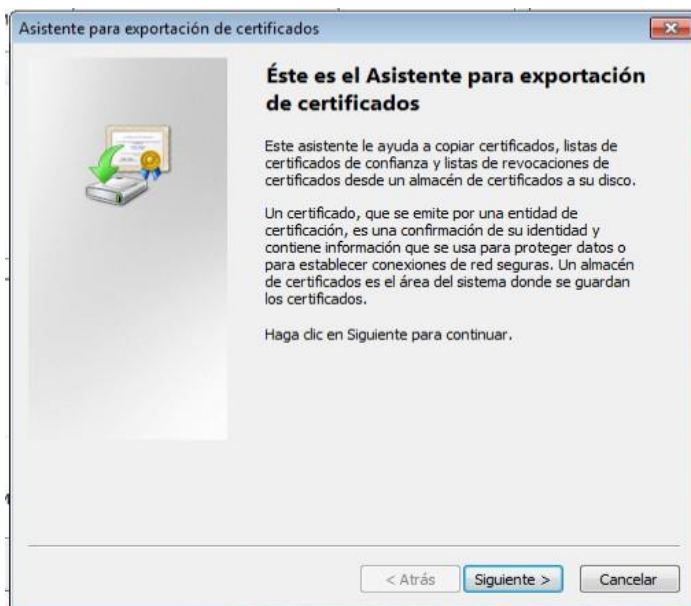 Asistente para exportación de certificados
Éste es el Asistente para exportación
de certificados
Este asistente le ayuda a copiar certificados, listas de
certificados de confianza y listas de revocaciones de
certificados desde un almacén de certificados a su disco.
Un certificado, que se emite por una entidad de
certificación, es una confirmación de su identidad y
contiene información que se usa para proteger datos o
para establecer conexiones de red seguras. Un almacén
de certificados es el área del sistema donde se guardan
los certificados.
Haga clic en Siguiente para continuar.
< Atrás Siguiente > Cancelar